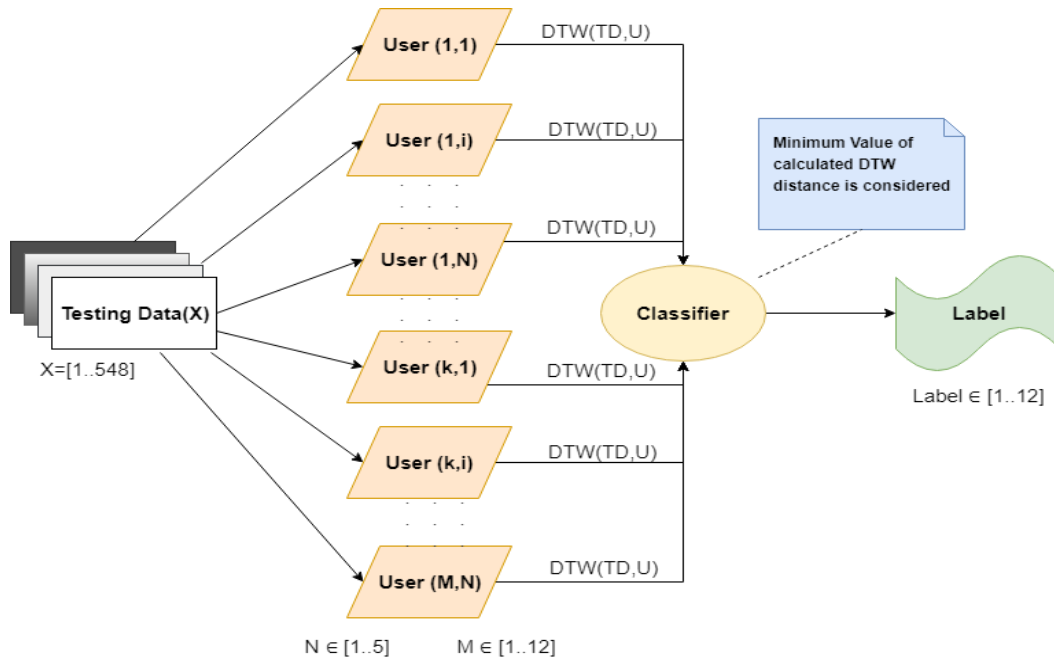 User (1,1)
DTW(TD,U)
User (1,i)
DTW(TD,U)
Minimum Value of
calculated DTW
distance is considered
User (1,N)
DTW(TD,U)
Testing Data(X)
X=[1..548]
Classifier
Label
Label ∈ [1..12]
User (k,1)
DTW(TD,U)
User (k,i)
DTW(TD,U)
User (M,N)
DTW(TD,U)
N ∈ [1..5]
M ∈ [1..12]